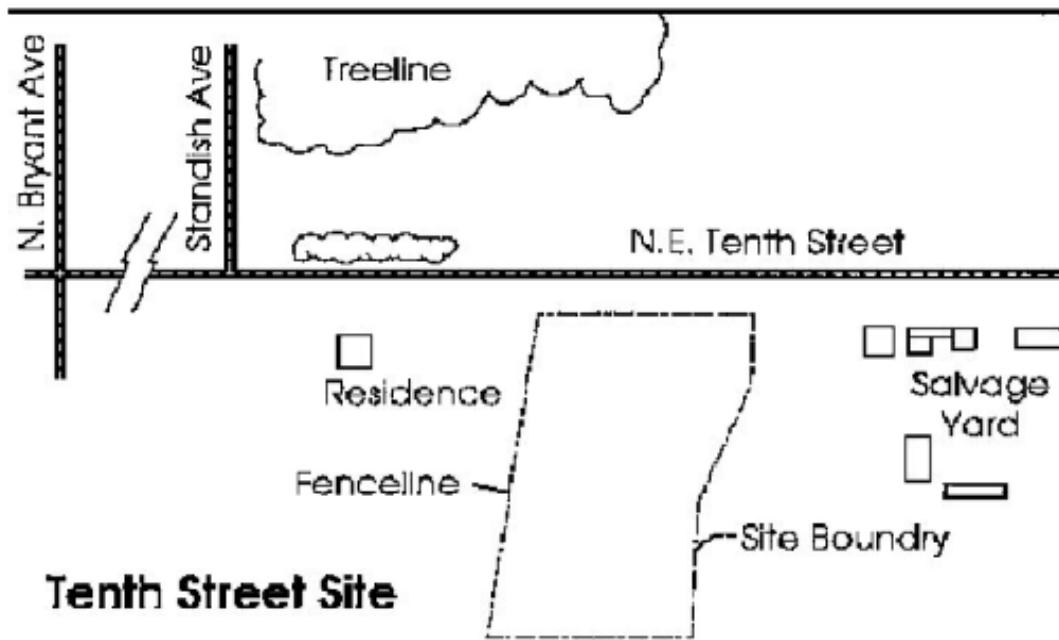 Treeline
N. Bryant Ave
Standish Ave
N.E. Tenth Street
Residence
Salvage
Yard
Fenceline
Site Boundry
Tenth Street Site